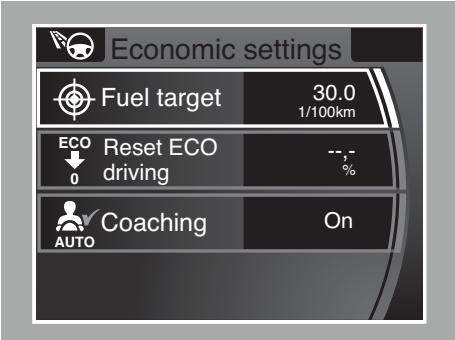 Economic settings
Fuel target
30.0
1/100km
ECO
0
Reset ECO
driving
--,-
%
AUTO
Coaching
On